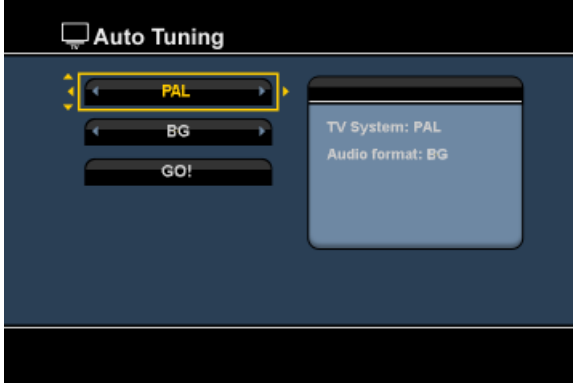 Auto Tuning
PAL
BG
GO!
TV System: PAL
Audio format: BG